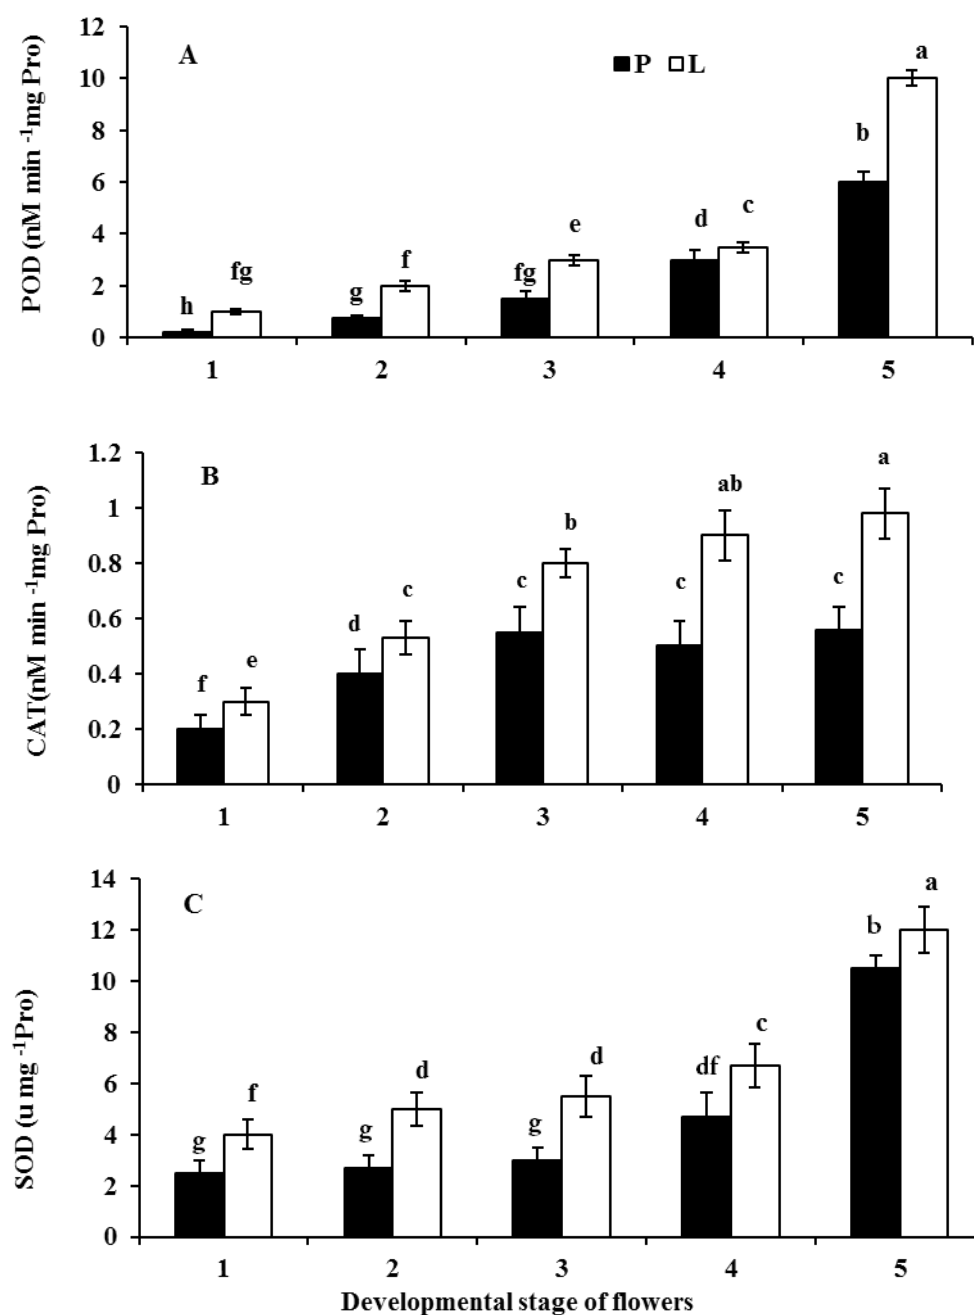 A
P L
POD (nM min -1mg Pro)
12
10
8
6
4
2
0
h fg g f fg e d c b a
1 2 3 4 5
B
CAT(nM min -1mg Pro)
1.2
1
0.8
0.6
0.4
0.2
0
f e d c c b c ab c a
1 2 3 4 5
C
SOD (u mg -1Pro)
14
12
10
8
6
4
2
0
g f g d g d df c b a
1 2 3 4 5
Developmental stage of flowers